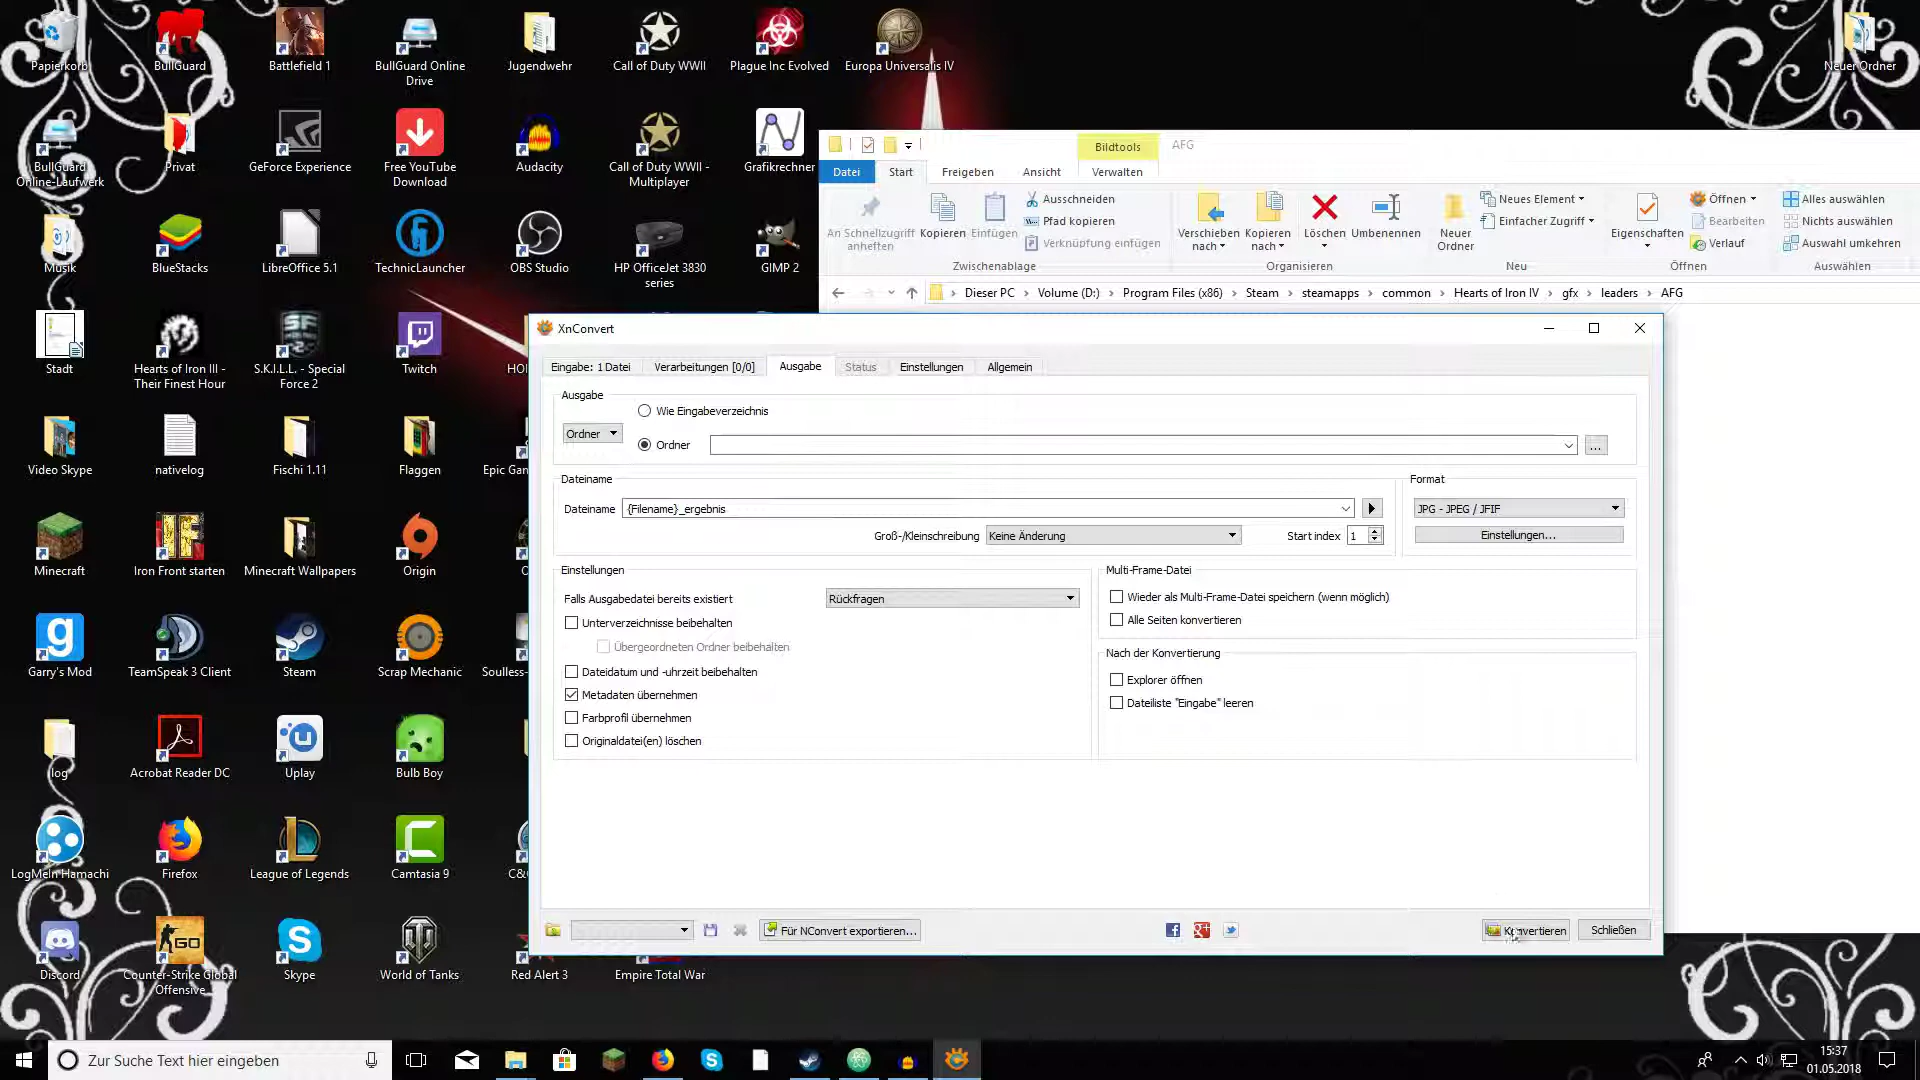 Papierkorb
BullGuard
Battlefield 1
BullGuard Online
Drive
Jugendwehr
Call of Duty WWII
Plague Inc Evolved
Europa Universalis IV
Neuer Ordner
BullGuard
Online-Laufwerk
Privat
GeForce Experience
Free YouTube
Download
Audacity
Call of Duty WWII -
Multiplayer
Grafikrechner
Musik
BlueStacks
LibreOffice 5.1
TechnicLauncher
OBS Studio
HP OfficeJet 3830
series
GIMP 2
Stadt
Hearts of Iron III -
Their Finest Hour
S.K.I.L.L. - Special
Force 2
Twitch
HOI
Video Skype
nativelog
Fischi 1.11
Flaggen
Epic Gan
Minecraft
Iron Front starten
Minecraft Wallpapers
Origin
Garry's Mod
TeamSpeak 3 Client
Steam
Scrap Mechanic
Soulless-
log
Acrobat Reader DC
Uplay
Bulb Boy
LogMeIn Hamachi
Firefox
League of Legends
Camtasia 9
C&
Discord
Counter-Strike Global
Offensive
Skype
World of Tanks
Red Alert 3
Empire Total War
Bildtools
AFG
Datei
Start
Freigeben
Ansicht
Verwalten
An Schnellzugriff
anheften
Kopieren
Einfügen
Ausschneiden
Pfad kopieren
Verknüpfung einfügen
Zwischenablage
Verschieben
nach
Kopieren
nach
Löschen
Umbenennen
Organisieren
Neuer
Ordner
Neues Element
Einfacher Zugriff
Neu
Eigenschaften
Öffnen
Bearbeiten
Verlauf
Öffnen
Alles auswählen
Nichts auswählen
Auswahl umkehren
Auswählen
Dieser PC > Volume (D:) > Program Files (x86) > Steam > steamapps > common > Hearts of Iron IV > gfx > leaders > AFG
XnConvert
Eingabe: 1 Datei
Verarbeitungen [0/0]
Ausgabe
Status
Einstellungen
Allgemein
Ausgabe
Wie Eingabeverzeichnis
Ordner
Ordner
...
Dateiname
Dateiname
{Filename}_ergebnis
Groß-/Kleinschreibung
Keine Änderung
Start index
1
Format
JPG - JPEG / JFIF
Einstellungen...
Einstellungen
Falls Ausgabedatei bereits existiert
Rückfragen
Unterverzeichnisse beibehalten
Übergeordneten Ordner beibehalten
Dateidatum und -uhrzeit beibehalten
Metadaten übernehmen
Farbprofil übernehmen
Originaldatei(en) löschen
Multi-Frame-Datei
Wieder als Multi-Frame-Datei speichern (wenn möglich)
Alle Seiten konvertieren
Nach der Konvertierung
Explorer öffnen
Dateiliste "Eingabe" leeren
Für NConvert exportieren...
Konvertieren
Schließen
Zur Suche Text hier eingeben
15:37
01.05.2018